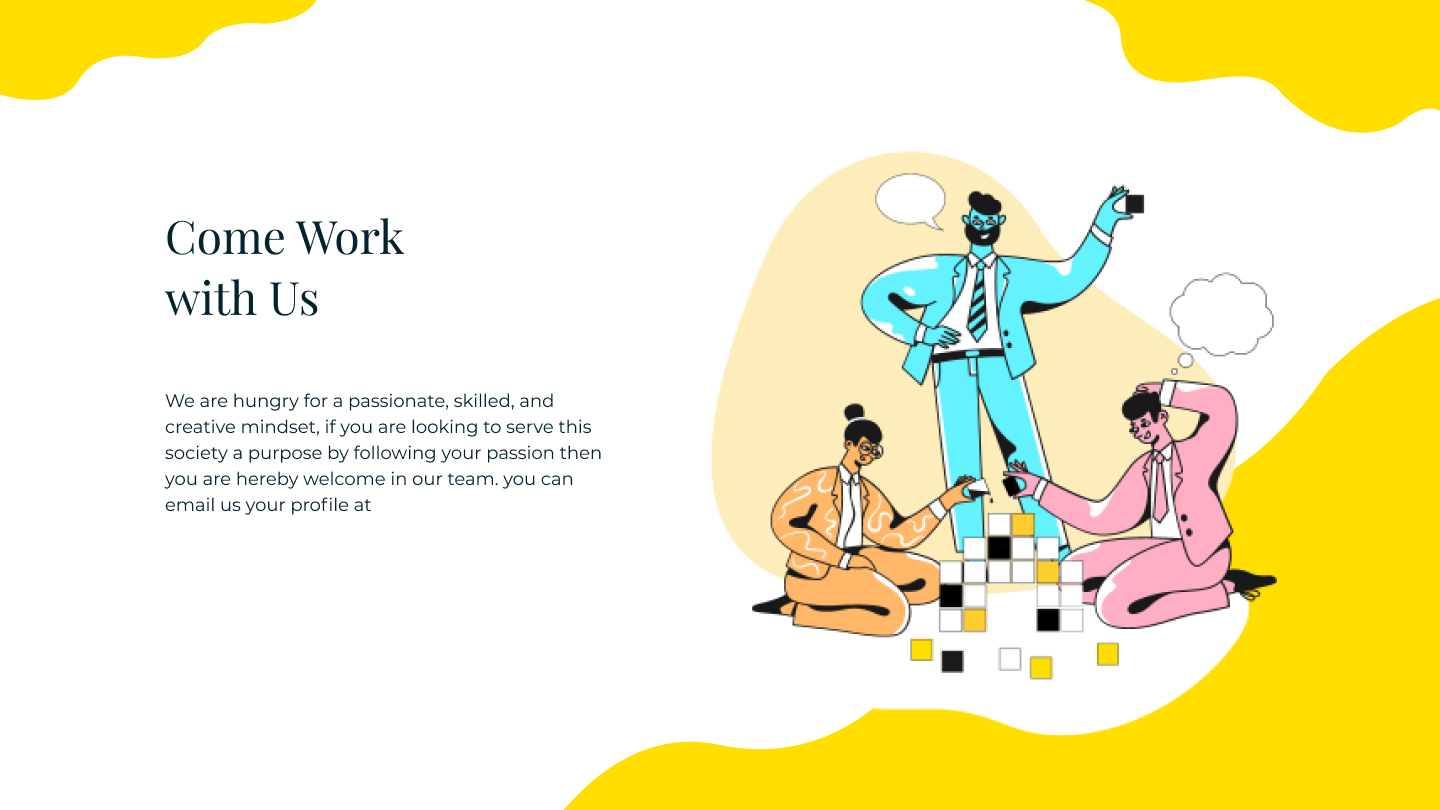 Come Work
with Us
We are hungry for a passionate, skilled, and
creative mindset, if you are looking to serve this
society a purpose by following your passion then
you are hereby welcome in our team. you can
email us your profile at